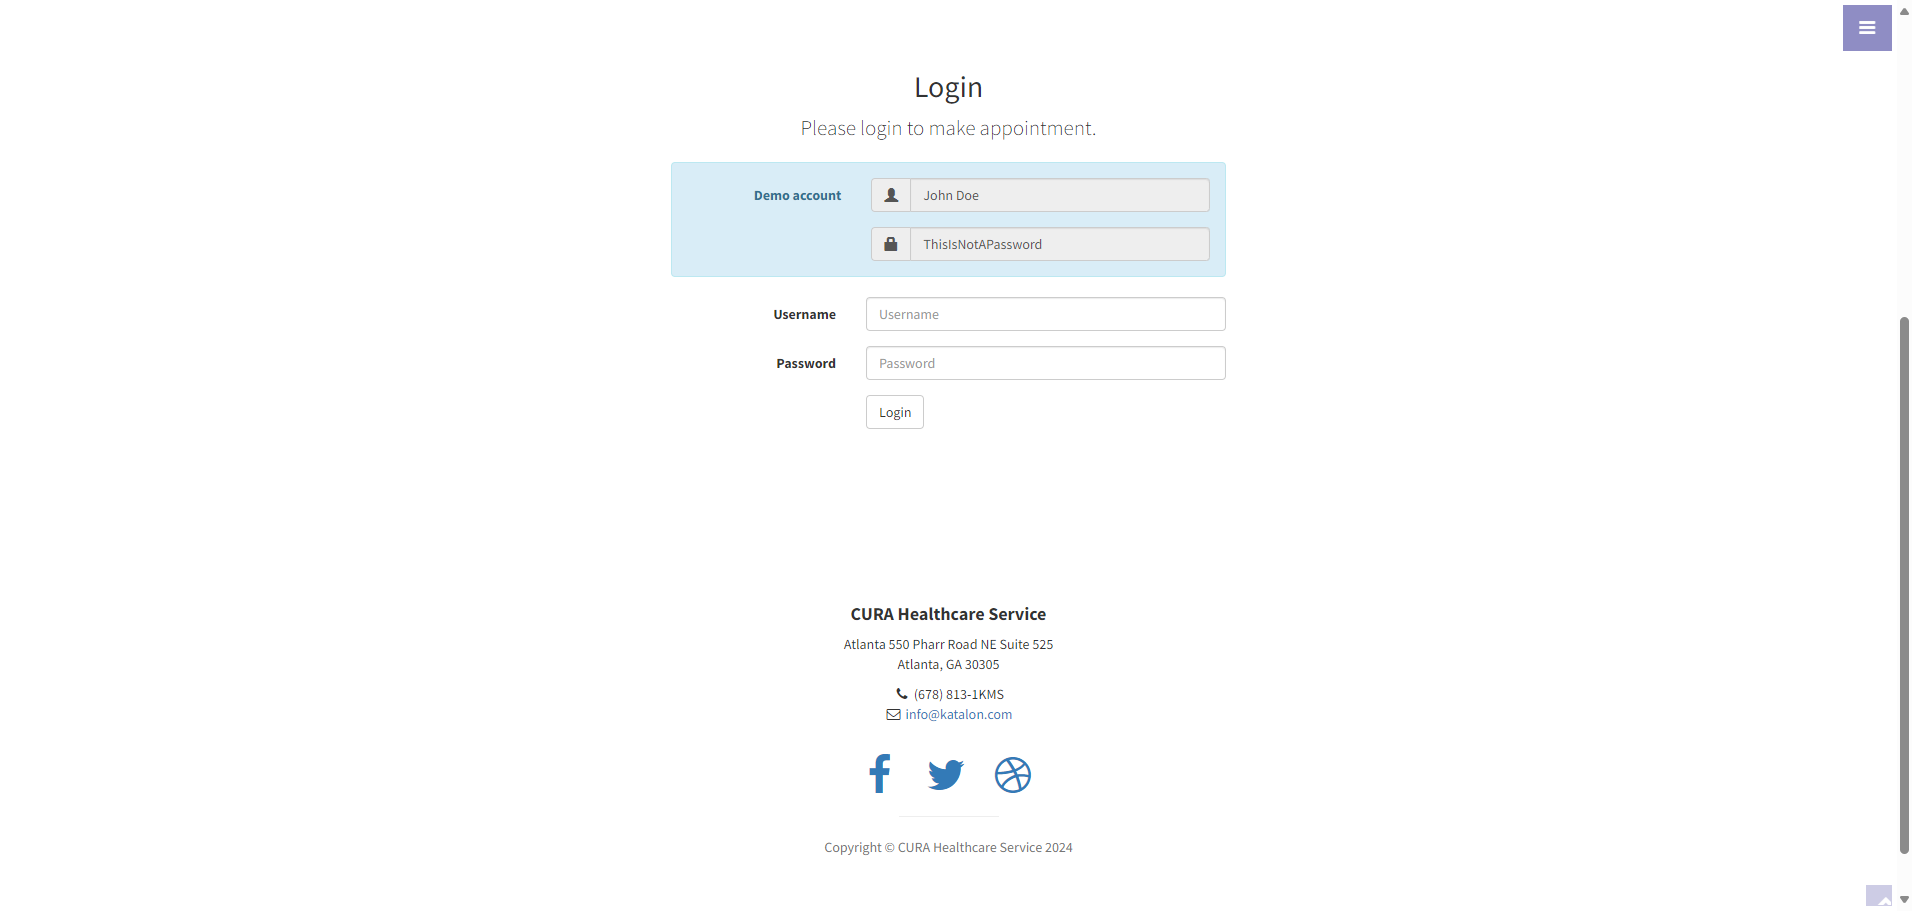 Login
Please login to make appointment.
Demo account
John Doe
ThisIsNotAPassword
Username
Username
Password
Password
Login
CURA Healthcare Service
Atlanta 550 Pharr Road NE Suite 525
Atlanta, GA 30305
(678) 813-1KMS
info@katalon.com
Copyright © CURA Healthcare Service 2024